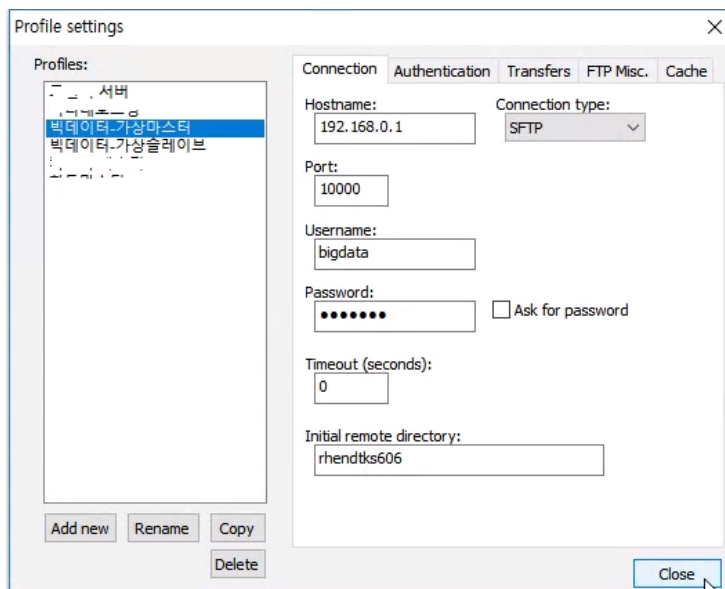 Profile settings
Profiles:
서버
빅데이터-가상마스터
빅데이터-가상슬레이브
Add new
Rename
Copy
Delete
Connection
Authentication
Transfers
FTP Misc.
Cache
Hostname:
192.168.0.1
Connection type:
SFTP
Port:
10000
Username:
bigdata
Password:
●●●●●●●
Ask for password
Timeout (seconds):
0
Initial remote directory:
rhendtks606
Close